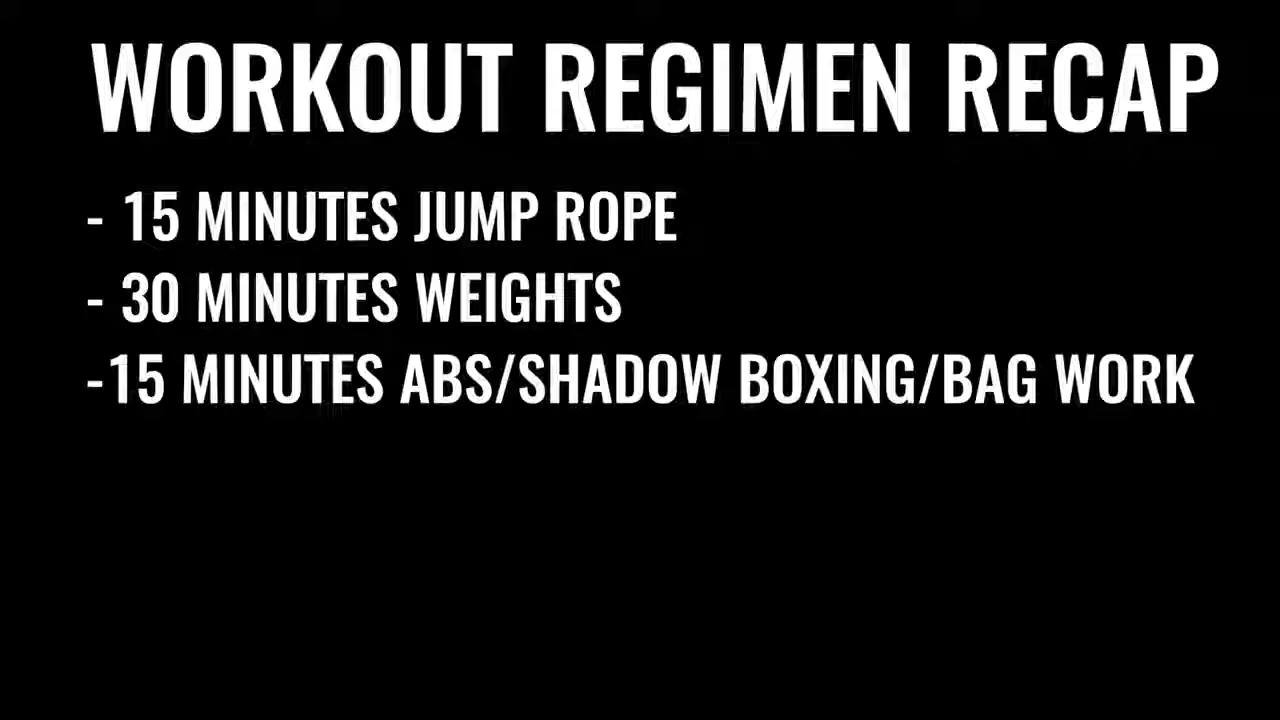 WORKOUT REGIMEN RECAP
- 15 MINUTES JUMP ROPE
- 30 MINUTES WEIGHTS
-15 MINUTES ABS/SHADOW BOXING/BAG WORK